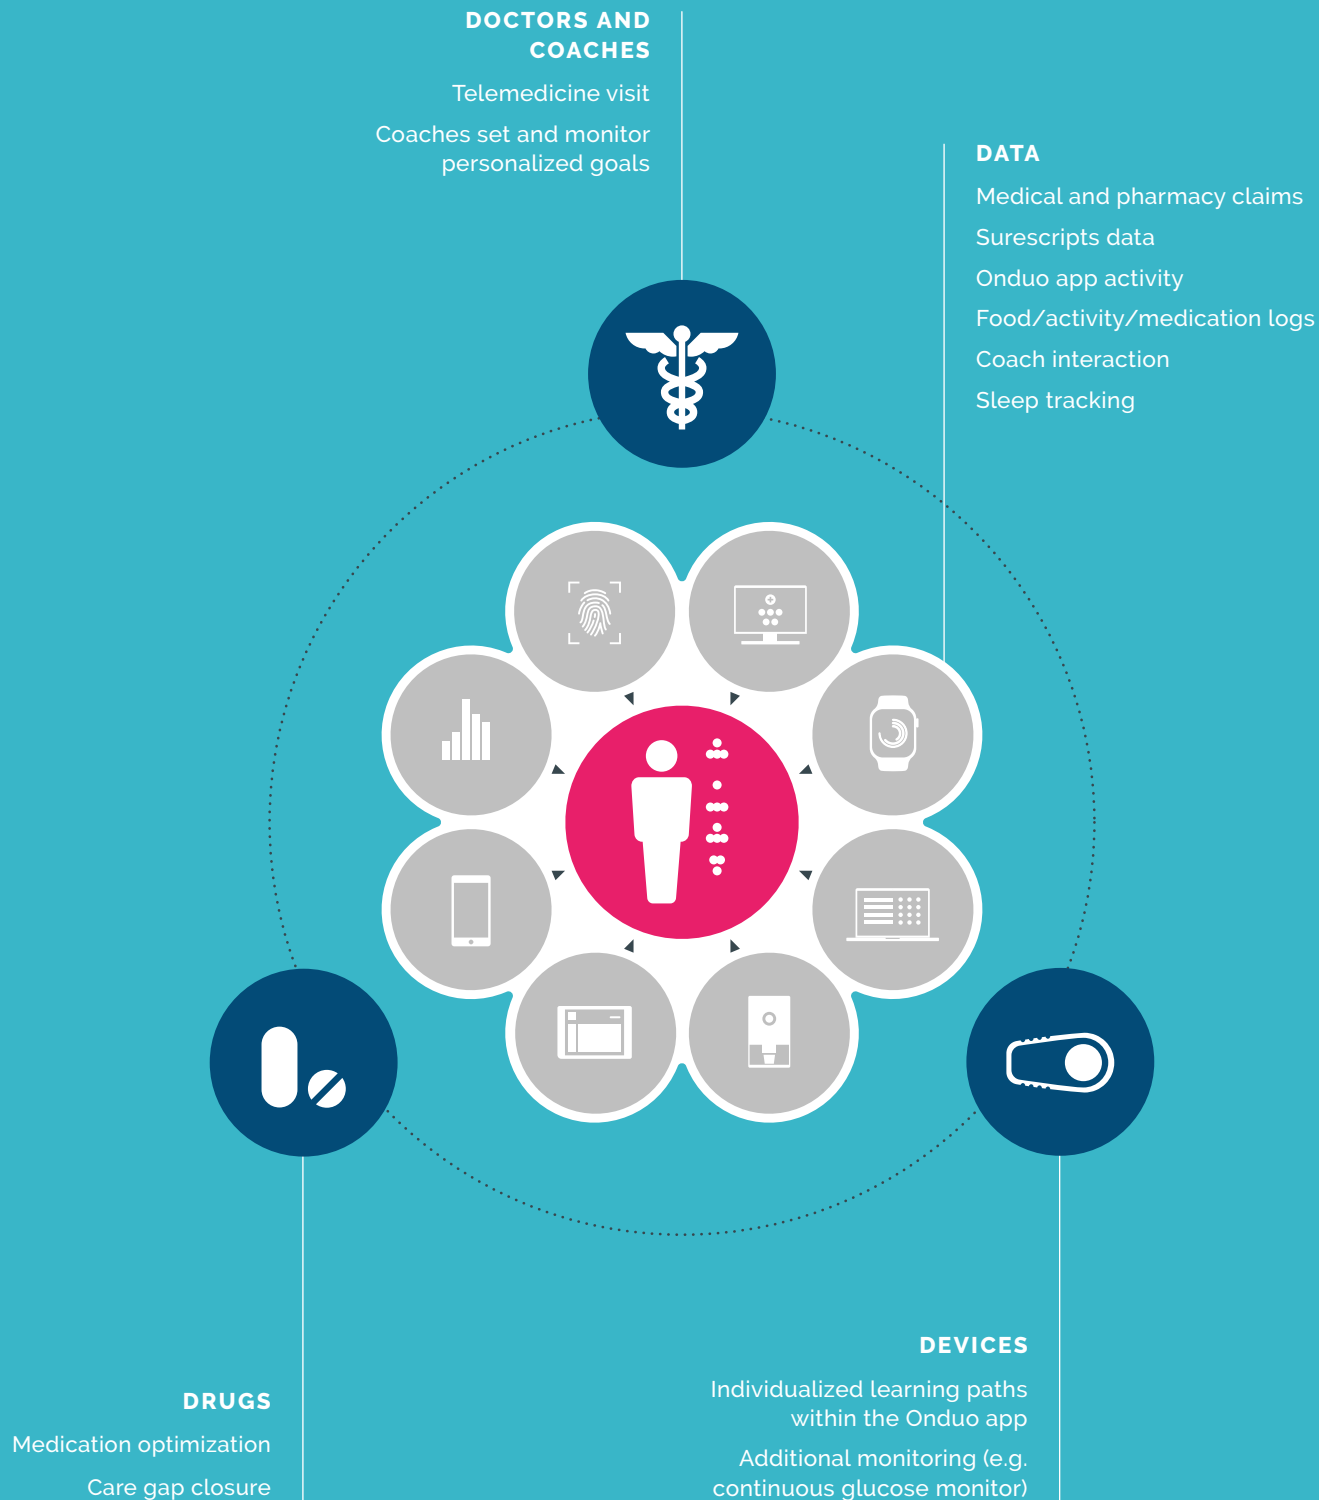 DOCTORS AND
COACHES
Telemedicine visit
Coaches set and monitor
personalized goals
DATA
Medical and pharmacy claims
Surescripts data
Onduo app activity
Food/activity/medication logs
Coach interaction
Sleep tracking
DRUGS
Medication optimization
Care gap closure
DEVICES
Individualized learning paths
within the Onduo app
Additional monitoring (e.g.
continuous glucose monitor)